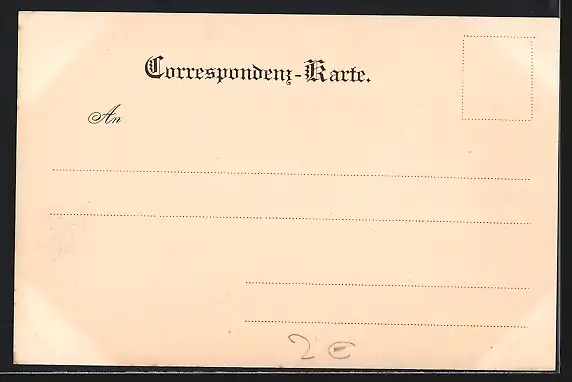 Correspondenz-Karte.
An
2€